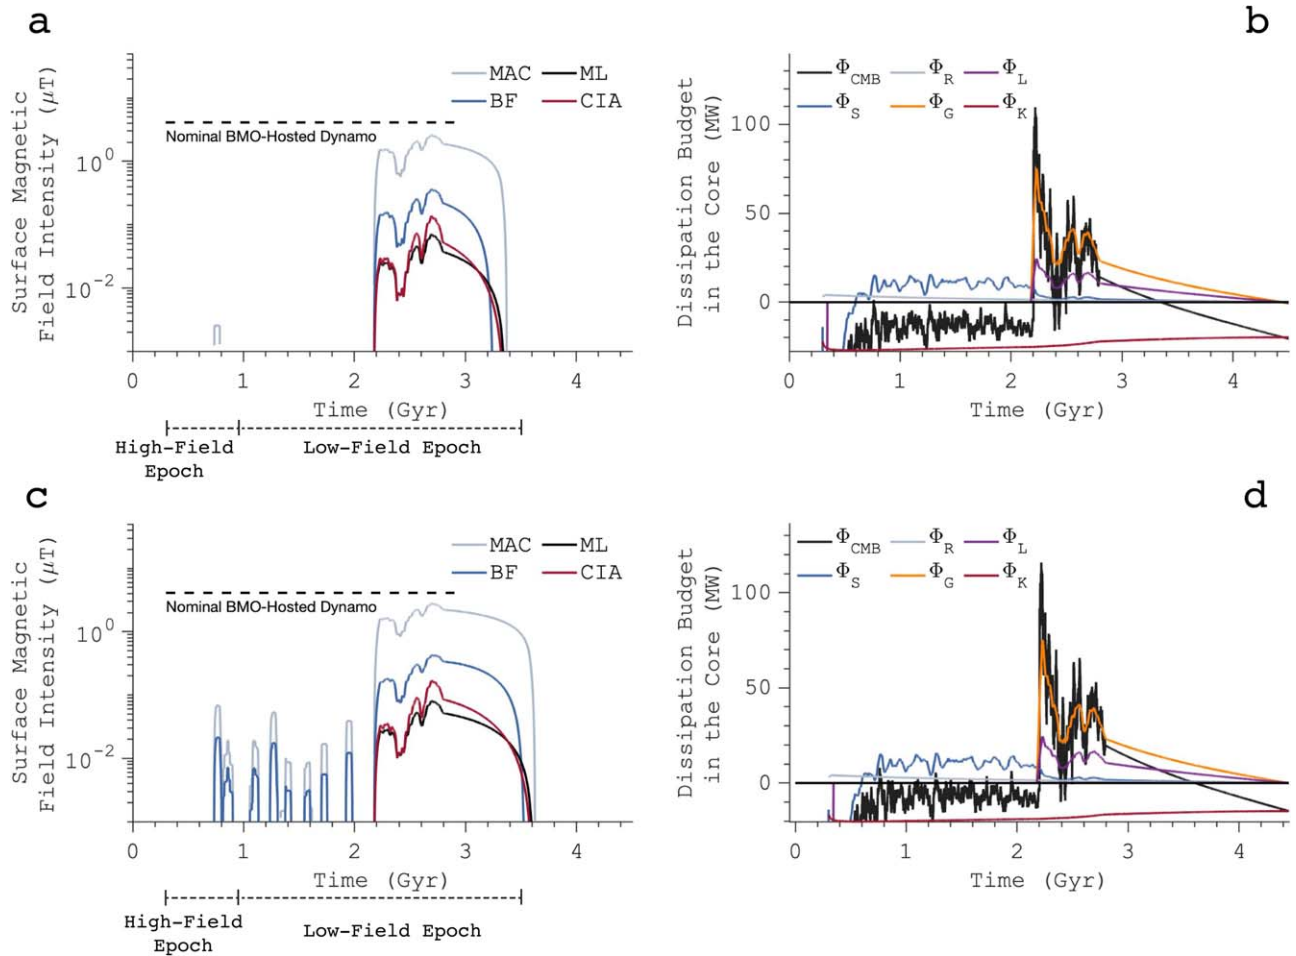 a
Surface Magnetic
Field Intensity (μT)
10^0
10^-2
MAC ML
BF CIA
Nominal BMO-Hosted Dynamo
0 1 2 3 4
Time (Gyr)
High-Field
Epoch
Low-Field Epoch
b
Dissipation Budget
in the Core (MW)
100
50
0
Φ_CMB Φ_R Φ_L
Φ_S Φ_G Φ_K
0 1 2 3 4
Time (Gyr)
c
Surface Magnetic
Field Intensity (μT)
10^0
10^-2
MAC ML
BF CIA
Nominal BMO-Hosted Dynamo
0 1 2 3 4
Time (Gyr)
High-Field
Epoch
Low-Field Epoch
d
Dissipation Budget
in the Core (MW)
100
50
0
Φ_CMB Φ_R Φ_L
Φ_S Φ_G Φ_K
0 1 2 3 4
Time (Gyr)